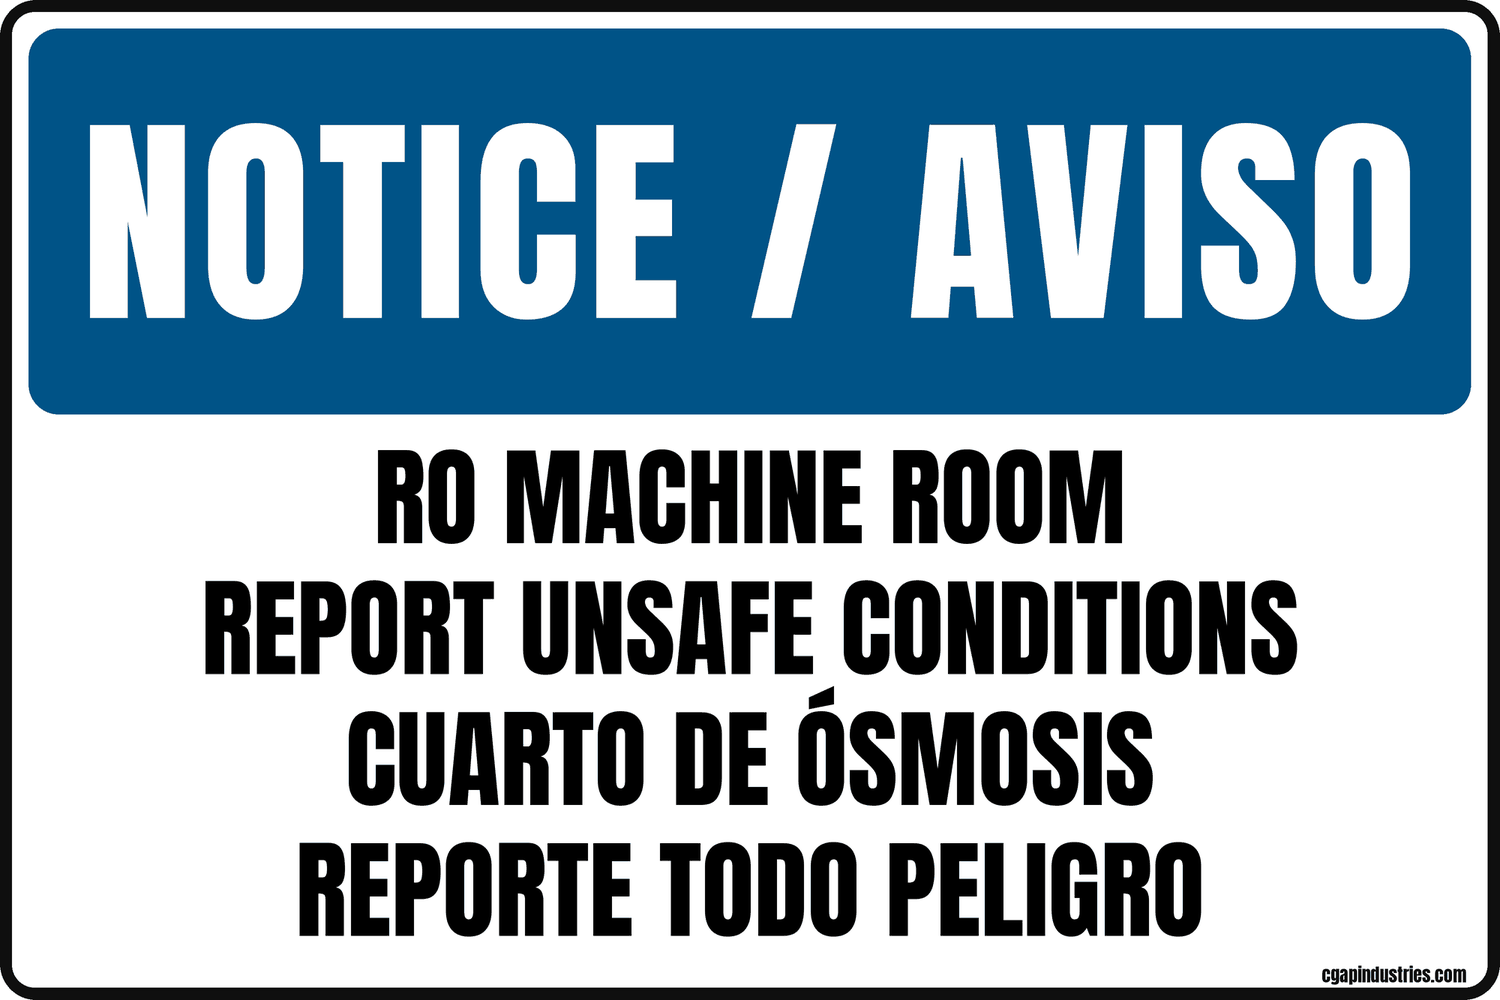 NOTICE / AVISO
RO MACHINE ROOM
REPORT UNSAFE CONDITIONS
CUARTO DE ÓSMOSIS
REPORTE TODO PELIGRO
cgapindustries.com